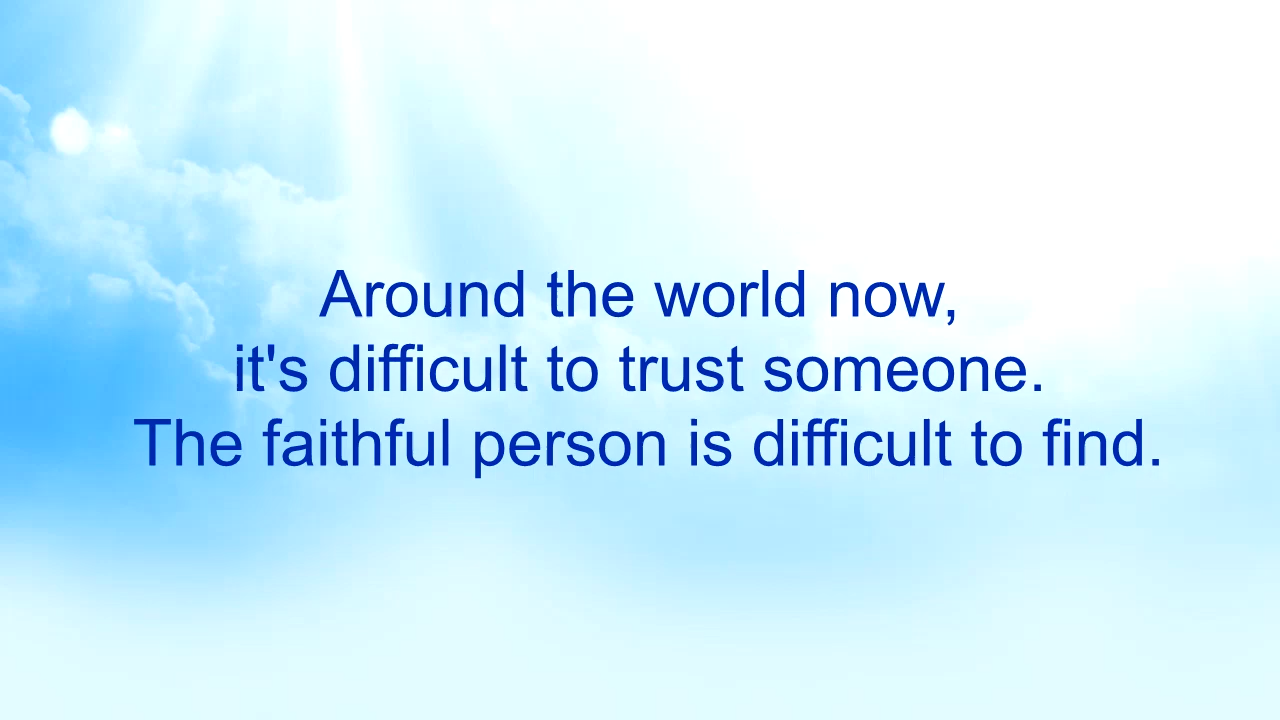 Around the world now,
it's difficult to trust someone.
The faithful person is difficult to find.